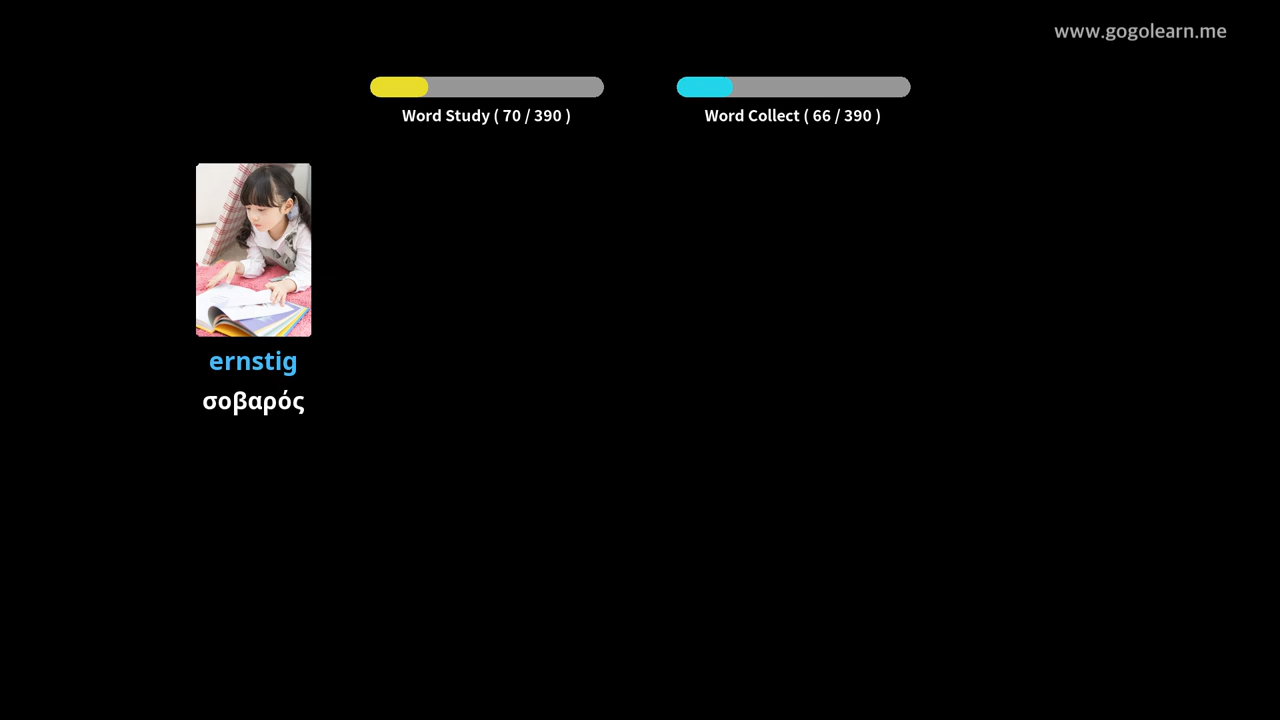 www.gogolearn.me
Word Study ( 70 / 390 )
Word Collect ( 66 / 390 )
ernstig
σοβαρός